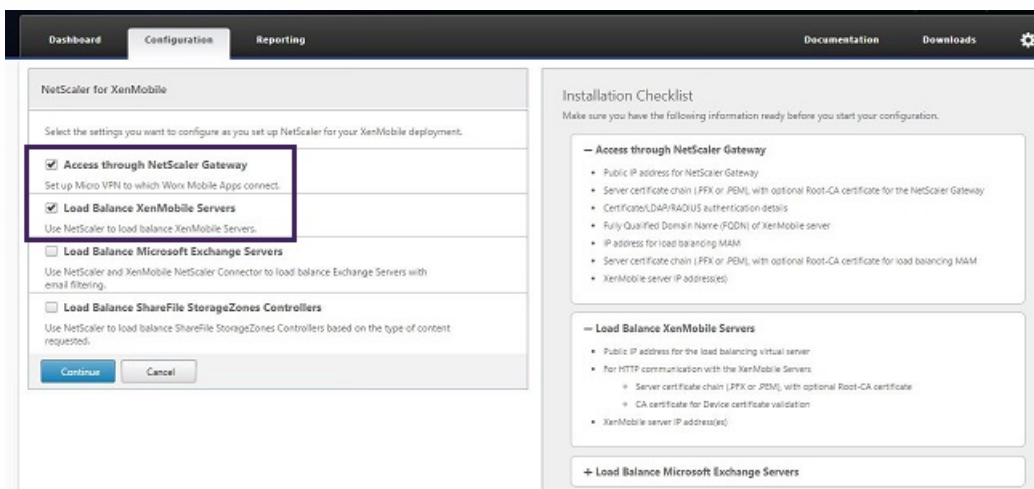 Dashboard
Configuration
Reporting
Documentation
Downloads
NetScaler for XenMobile
Select the settings you want to configure as you set up NetScaler for your XenMobile deployment.
Access through NetScaler Gateway
Set up Micro VPN to which Worx Mobile Apps connect.
Load Balance XenMobile Servers
Use NetScaler to load balance XenMobile Servers.
Load Balance Microsoft Exchange Servers
Use NetScaler and XenMobile NetScaler Connector to load balance Exchange Servers with
email filtering.
Load Balance ShareFile StorageZones Controllers
Use NetScaler to load balance ShareFile StorageZones Controllers based on the type of content
requested.
Continue
Cancel
Installation Checklist
Make sure you have the following information ready before you start your configuration.
– Access through NetScaler Gateway
• Public IP address for NetScaler Gateway
• Server certificate chain (.PFX or .PEM), with optional Root-CA certificate for the NetScaler Gateway
• Certificate/LDAP/RADIUS authentication details
• Fully Qualified Domain Name (FQDN) of XenMobile server
• IP address for load balancing MAM
• Server certificate chain (.PFX or .PEM), with optional Root-CA certificate for load balancing MAM
• XenMobile server IP address(es)
– Load Balance XenMobile Servers
• Public IP address for the load balancing virtual server
• For HTTP communication with the XenMobile Servers
Server certificate chain (.PFX or .PEM), with optional Root-CA certificate
CA certificate for Device certificate validation
• XenMobile server IP address(es)
+ Load Balance Microsoft Exchange Servers